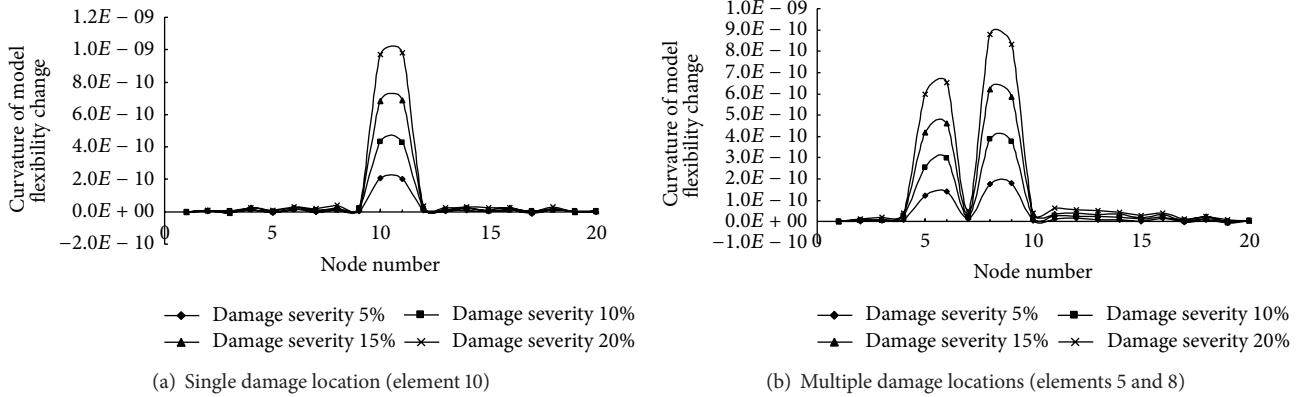 Curvature of model
flexibility change
1.2E − 09
1.0E − 09
8.0E − 10
6.0E − 10
4.0E − 10
2.0E − 10
0.0E + 00
−2.0E − 10
0 5 10 15 20
Node number
Damage severity 5% Damage severity 10%
Damage severity 15% Damage severity 20%
(a) Single damage location (element 10)
Curvature of model
flexibility change
1.0E − 09
9.0E − 10
8.0E − 10
7.0E − 10
6.0E − 10
5.0E − 10
4.0E − 10
3.0E − 10
2.0E − 10
1.0E − 10
0.0E + 00
−1.0E − 10
0 5 10 15 20
Node number
Damage severity 5% Damage severity 10%
Damage severity 15% Damage severity 20%
(b) Multiple damage locations (elements 5 and 8)